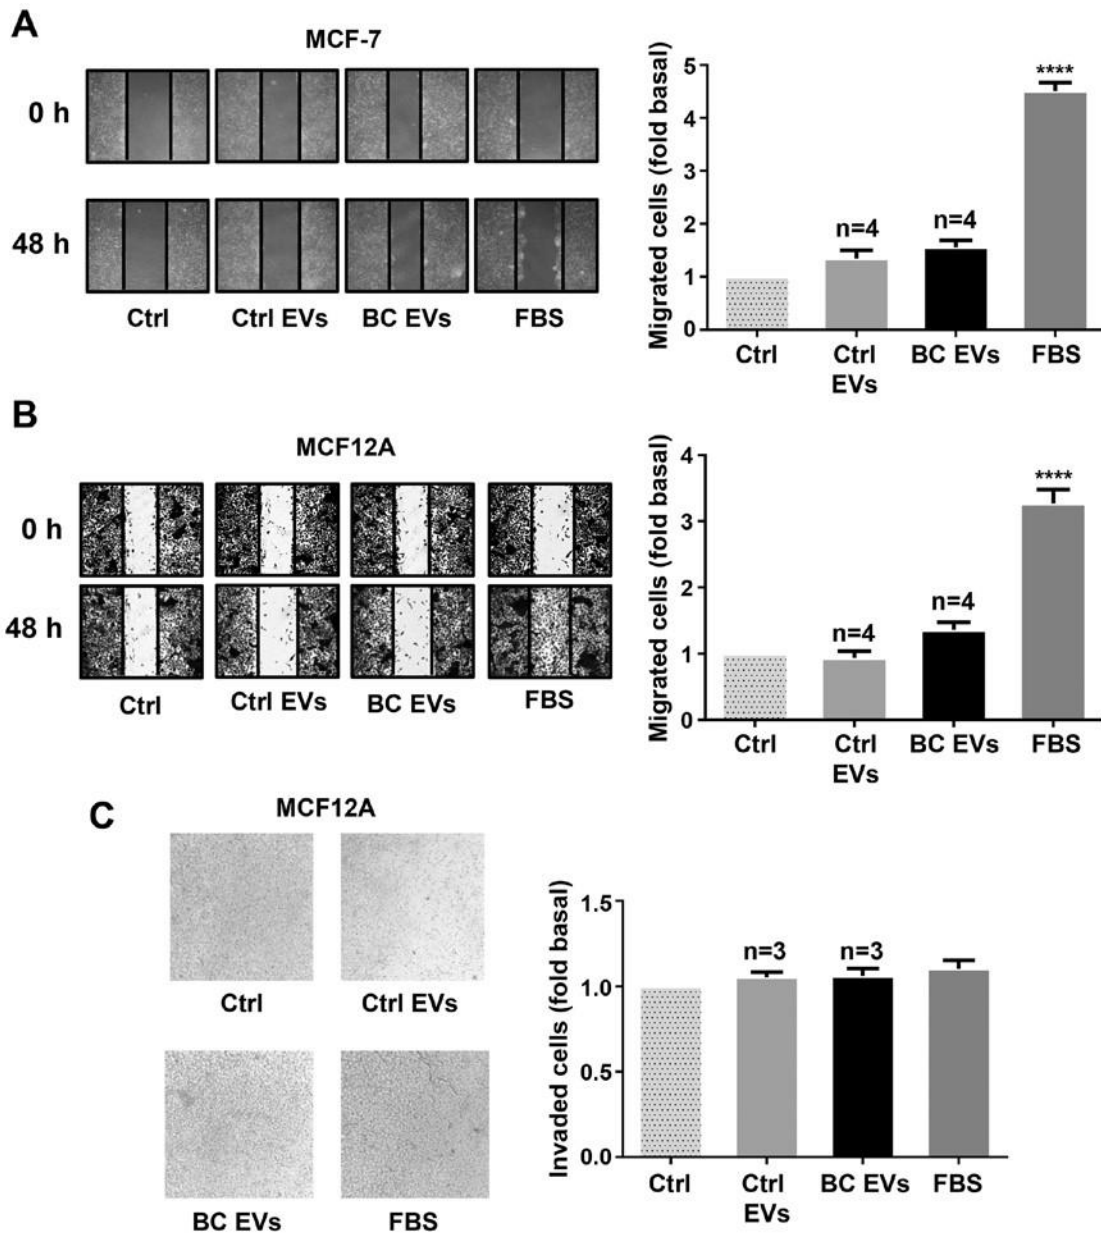 A
MCF-7
0 h
48 h
Ctrl
Ctrl EVs
BC EVs
FBS
Migrated cells (fold basal)
5
4
3
2
1
0
n=4
n=4
****
Ctrl
Ctrl
EVs
BC EVs
FBS
B
MCF12A
0 h
48 h
Ctrl
Ctrl EVs
BC EVs
FBS
Migrated cells (fold basal)
4
3
2
1
0
n=4
n=4
****
Ctrl
Ctrl
EVs
BC EVs
FBS
C
MCF12A
Ctrl
Ctrl EVs
BC EVs
FBS
Invaded cells (fold basal)
1.5
1.0
0.5
0.0
n=3
n=3
Ctrl
Ctrl
EVs
BC EVs
FBS